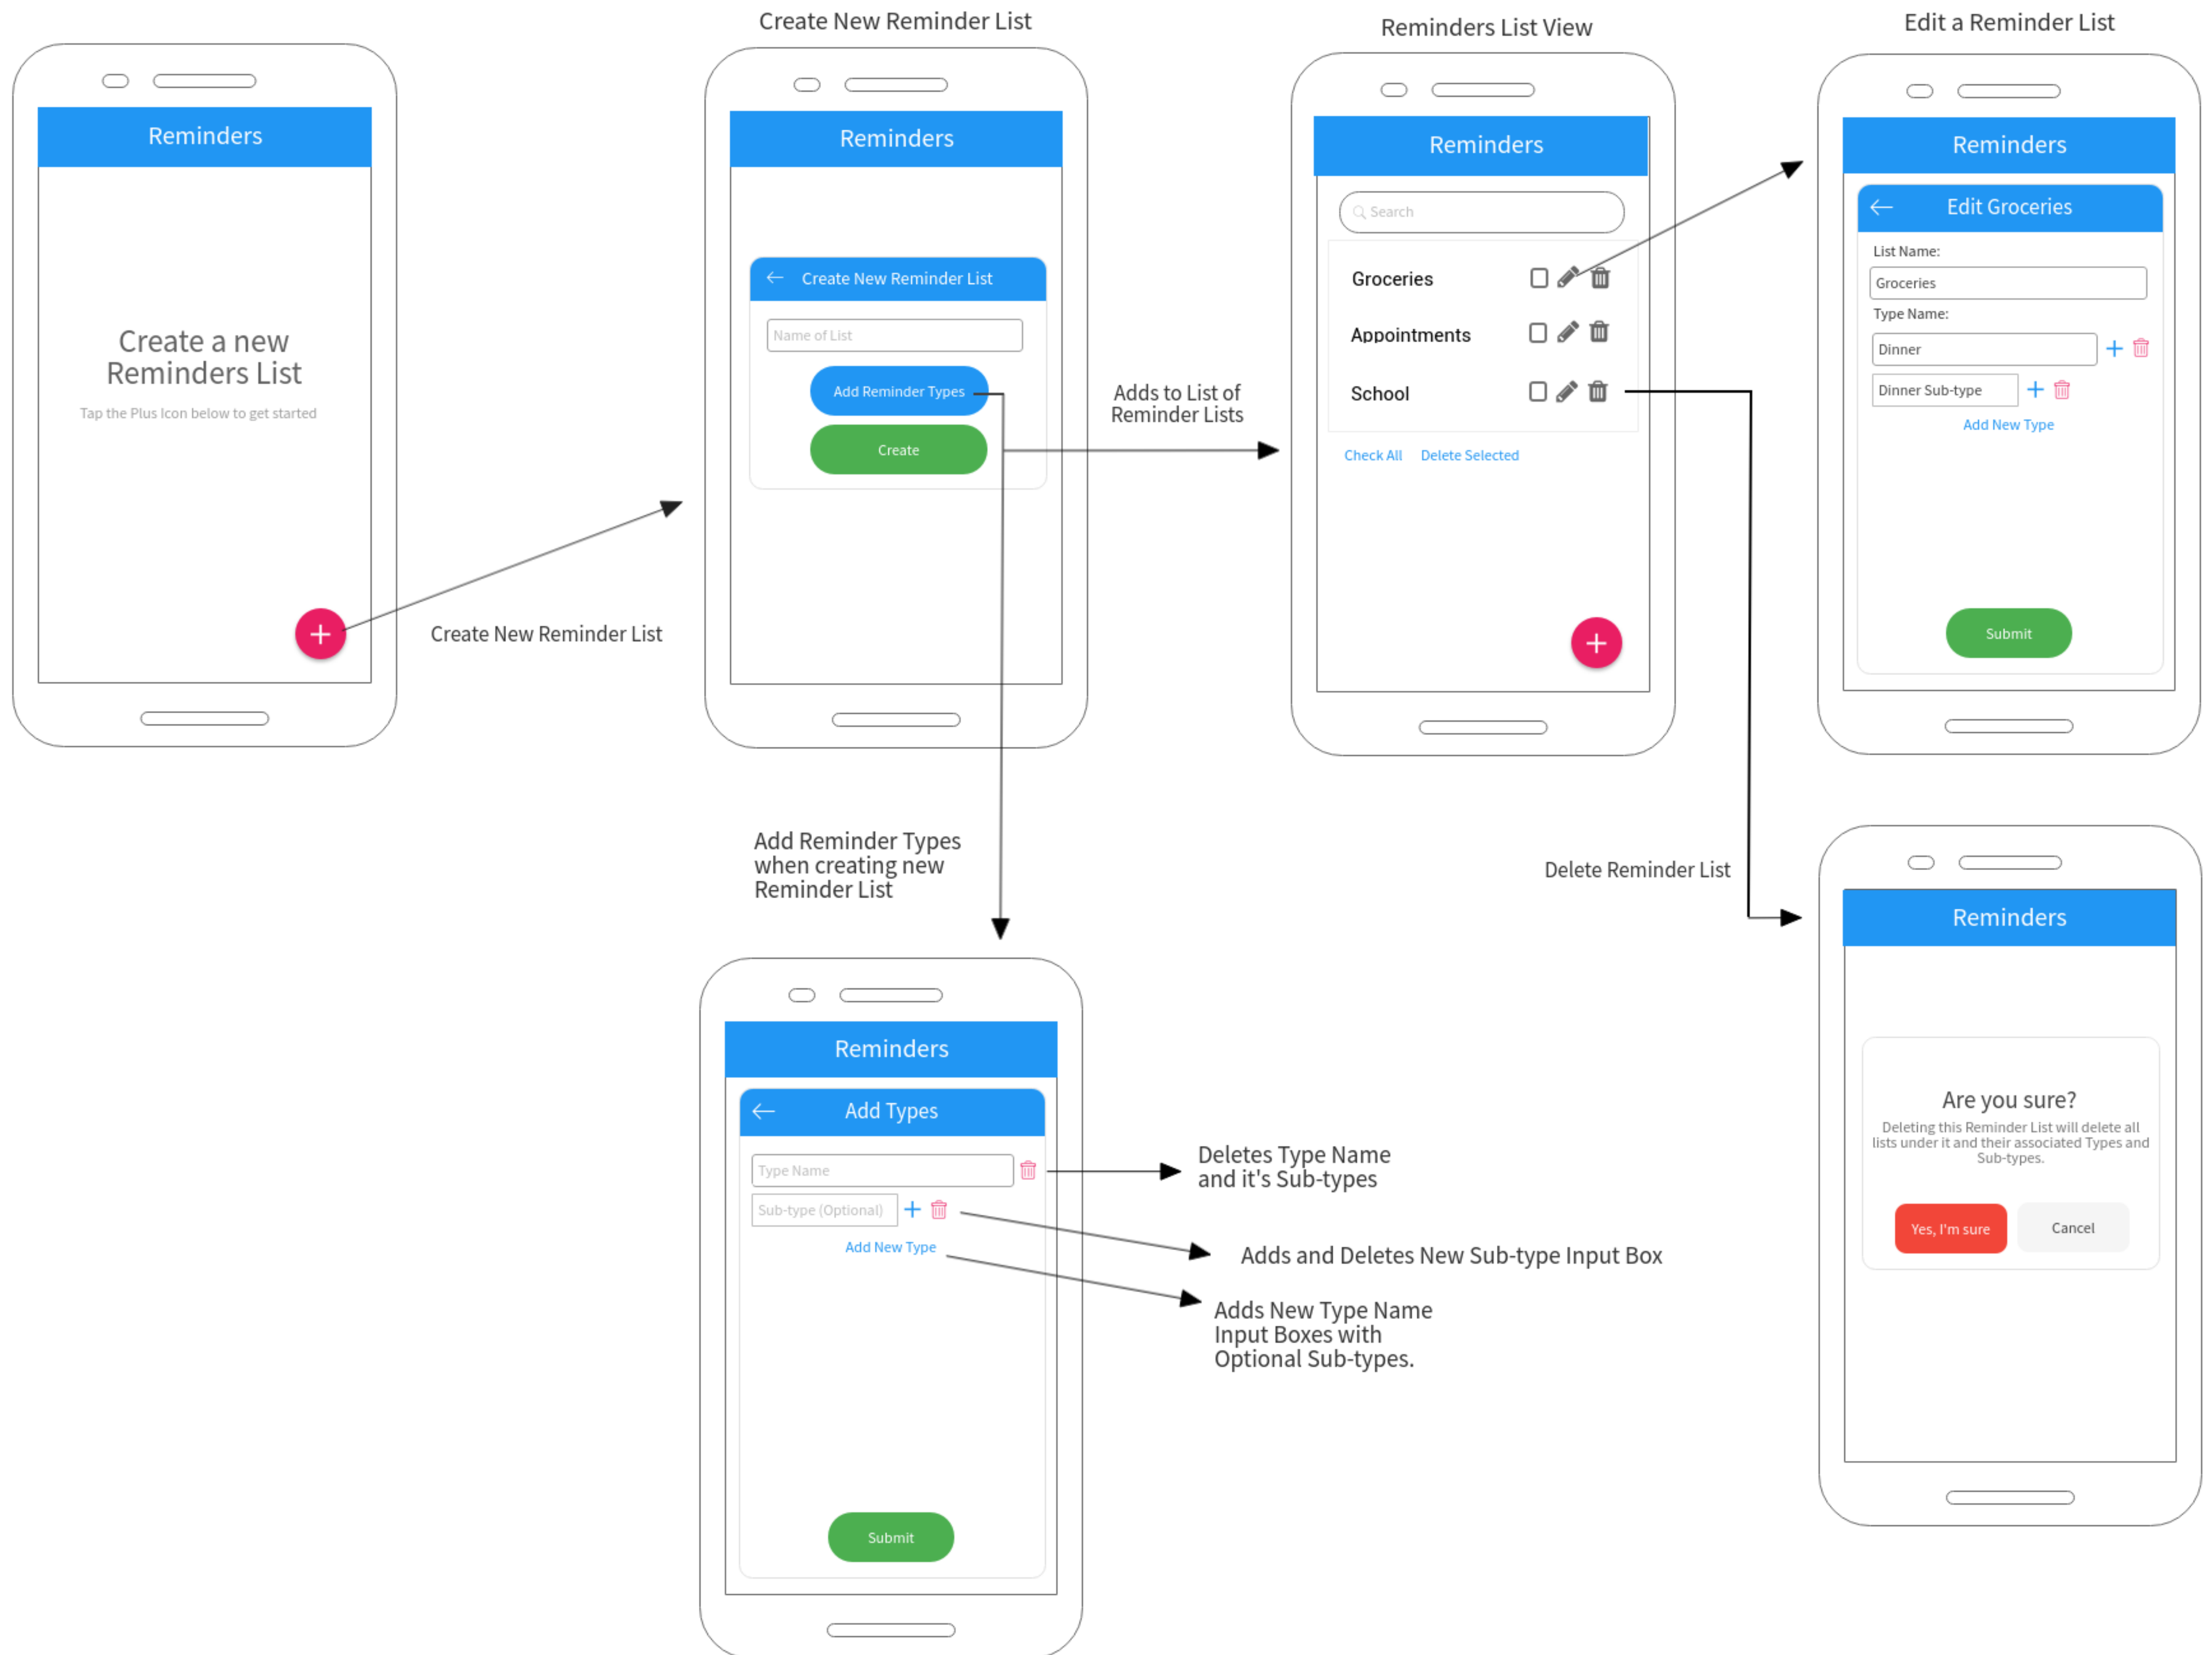 Reminders
Create a new
Reminders List
Tap the Plus Icon below to get started
Create New Reminder List
Create New Reminder List
Reminders
Create New Reminder List
Name of List
Add Reminder Types
Create
Adds to List of
Reminder Lists
Reminders List View
Reminders
Search
Groceries
Appointments
School
Check All Delete Selected
Edit a Reminder List
Reminders
Edit Groceries
List Name:
Groceries
Type Name:
Dinner
Dinner Sub-type
Add New Type
Submit
Add Reminder Types
when creating new
Reminder List
Reminders
Add Types
Type Name
Sub-type (Optional)
Add New Type
Submit
Deletes Type Name
and it's Sub-types
Adds and Deletes New Sub-type Input Box
Adds New Type Name
Input Boxes with
Optional Sub-types.
Delete Reminder List
Reminders
Are you sure?
Deleting this Reminder List will delete all
lists under it and their associated Types and
Sub-types.
Yes, I'm sure
Cancel